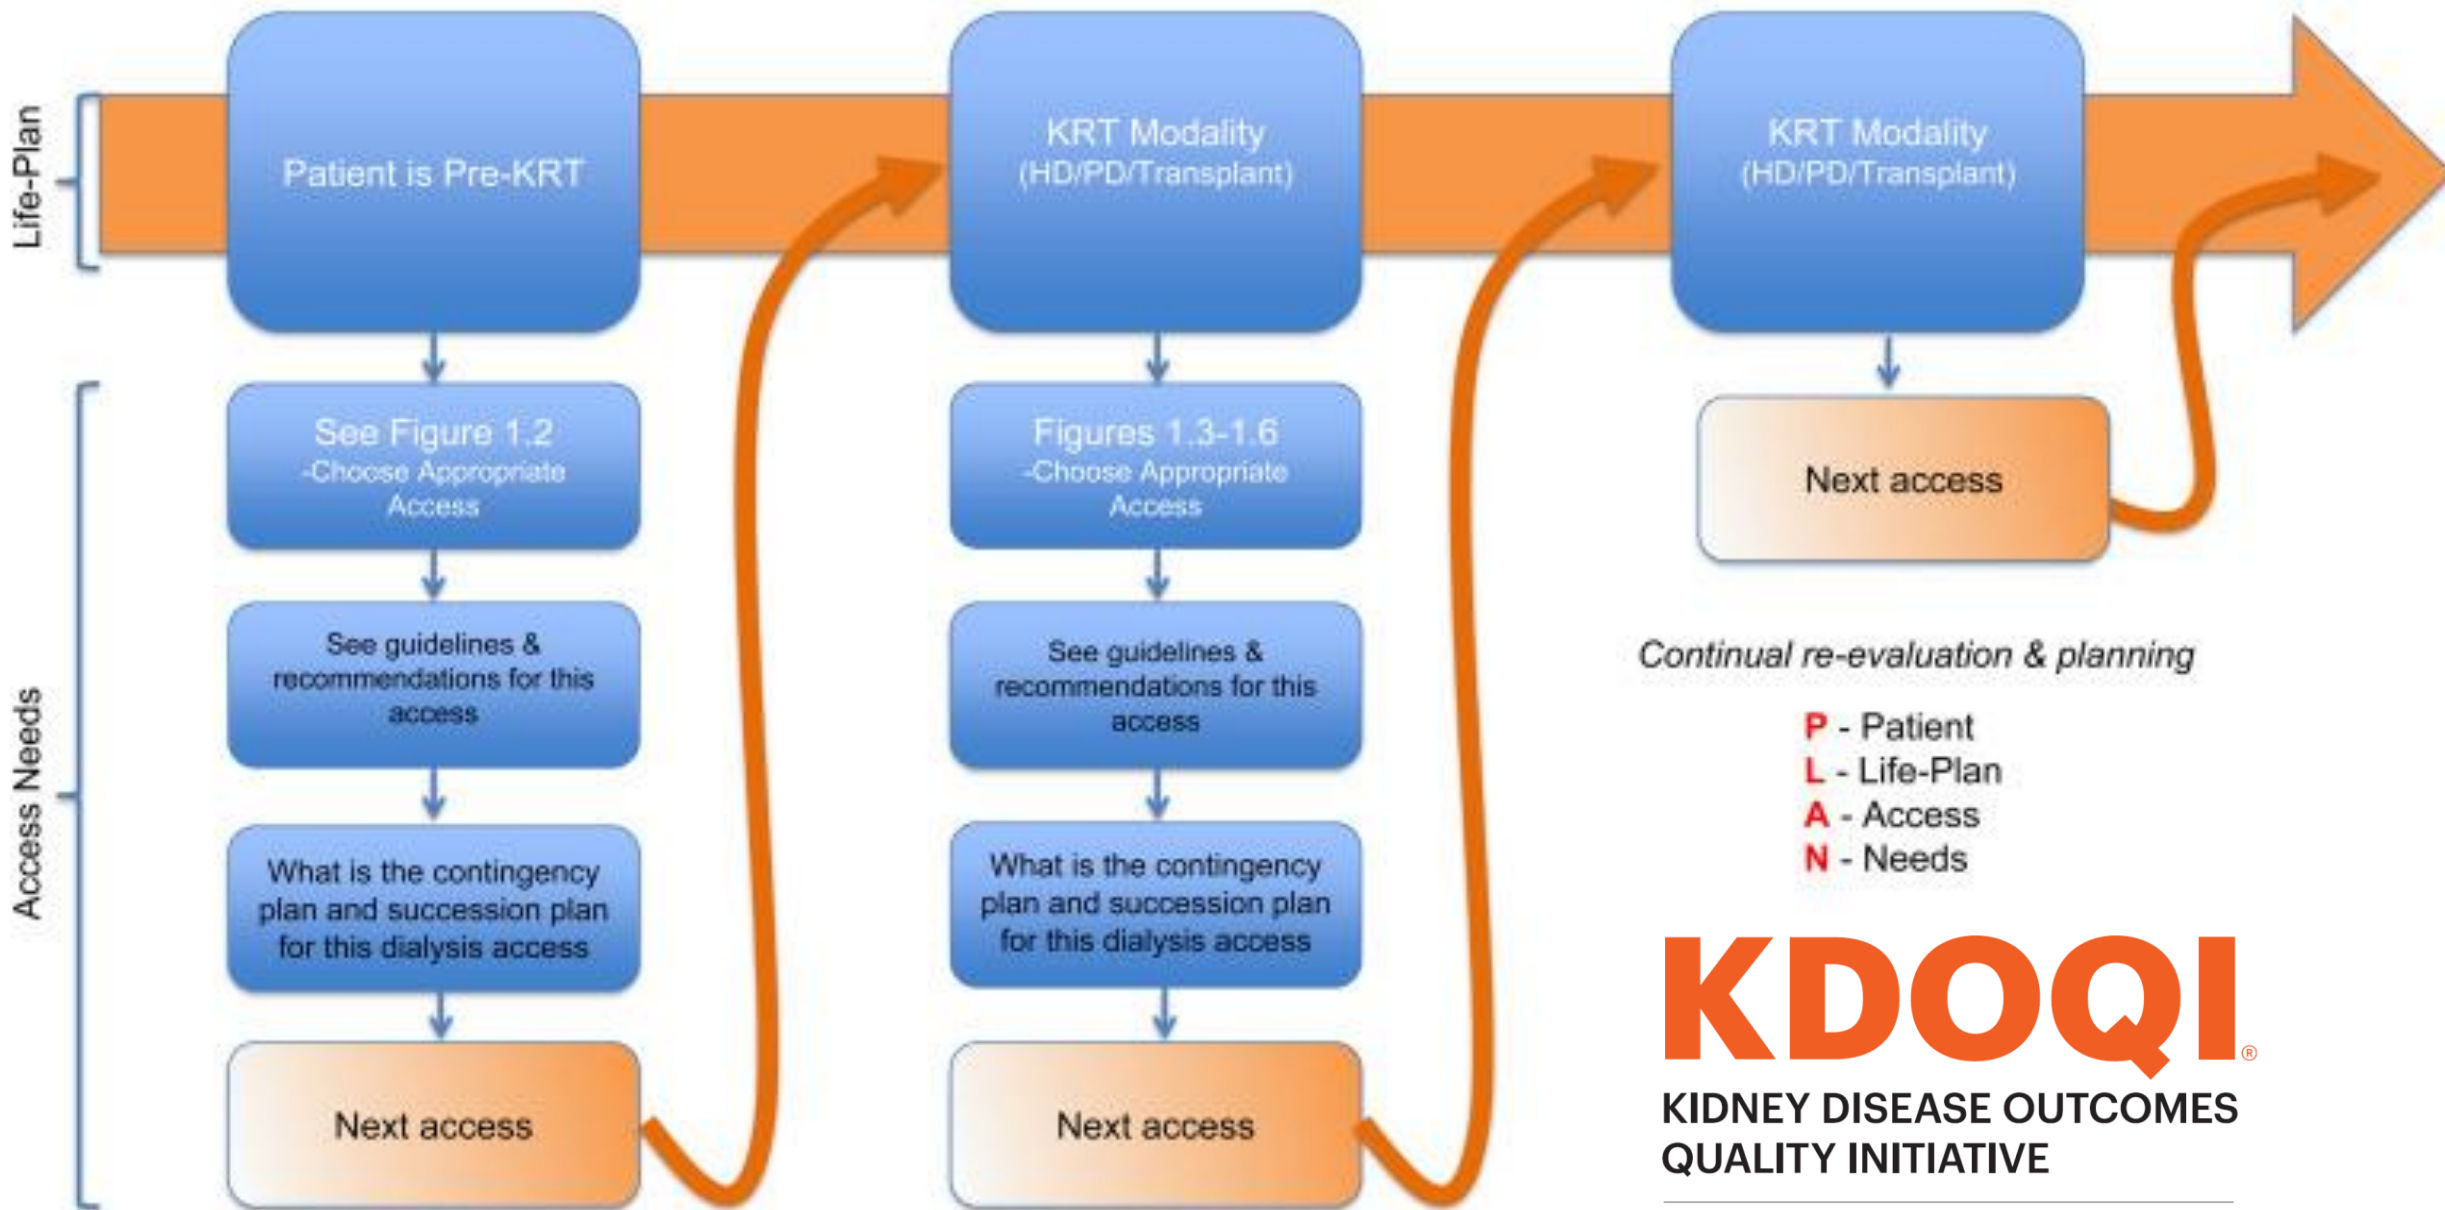 Life-Plan
Patient is Pre-KRT
KRT Modality
(HD/PD/Transplant)
KRT Modality
(HD/PD/Transplant)
Access Needs
See Figure 1.2
-Choose Appropriate
Access
See guidelines &
recommendations for this
access
What is the contingency
plan and succession plan
for this dialysis access
Next access
Figures 1.3-1.6
-Choose Appropriate
Access
See guidelines &
recommendations for this
access
What is the contingency
plan and succession plan
for this dialysis access
Next access
Next access
Continual re-evaluation & planning
P - Patient
L - Life-Plan
A - Access
N - Needs
KDOQI®
KIDNEY DISEASE OUTCOMES
QUALITY INITIATIVE